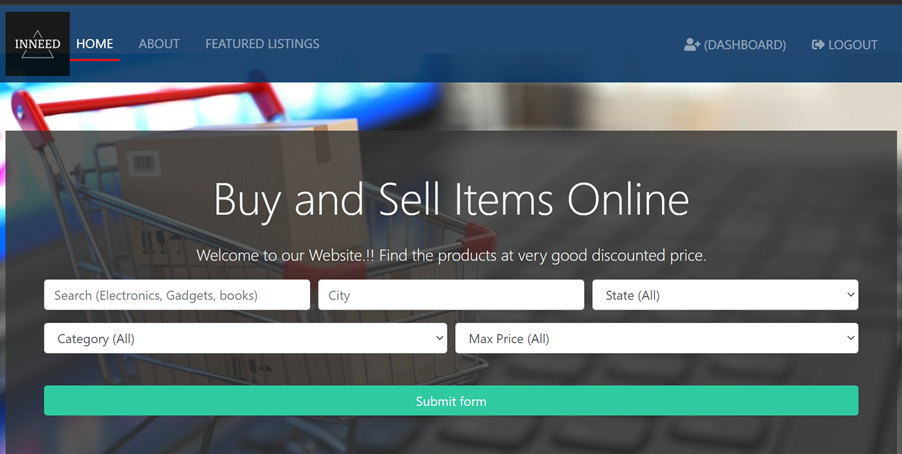 INNEED HOME ABOUT FEATURED LISTINGS (DASHBOARD) LOGOUT
Buy and Sell Items Online
Welcome to our Website.!! Find the products at very good discounted price.
Search (Electronics, Gadgets, books) City State (All)
Category (All) Max Price (All)
Submit form